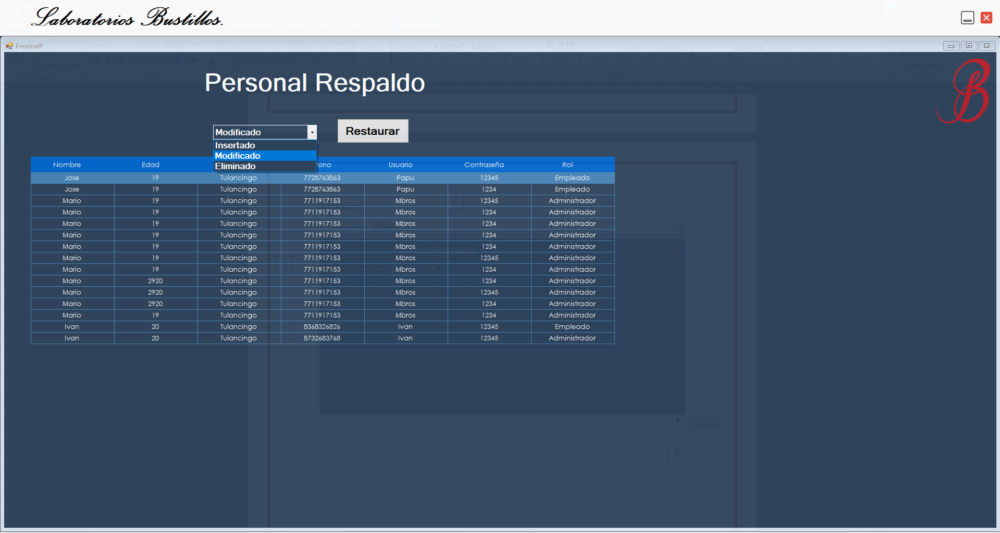 Laboratorios Bustillos.
PersonalR
Personal Respaldo
Modificado
Restaurar
Insertado
Modificado
Eliminado
Nombre Edad fono Usuario Contraseña Rol
Jose 19 Tulancingo 7728763863 Papu 12345 Empleado
Jose 19 Tulancingo 7728763863 Papu 1234 Empleado
Mario 19 Tulancingo 7711917153 Mbros 12345 Administrador
Mario 19 Tulancingo 7711917153 Mbros 1234 Administrador
Mario 19 Tulancingo 7711917153 Mbros 1234 Administrador
Mario 19 Tulancingo 7711917153 Mbros 1234 Administrador
Mario 19 Tulancingo 7711917153 Mbros 1234 Administrador
Mario 19 Tulancingo 7711917153 Mbros 12345 Administrador
Mario 19 Tulancingo 7711917153 Mbros 1234 Administrador
Mario 2920 Tulancingo 7711917153 Mbros 1234 Administrador
Mario 2920 Tulancingo 7711917153 Mbros 12345 Administrador
Mario 2920 Tulancingo 7711917153 Mbros 1234 Administrador
Mario 19 Tulancingo 7711917153 Mbros 1234 Administrador
Ivan 20 Tulancingo 8368326826 Ivan 12345 Empleado
Ivan 20 Tulancingo 8732683768 Ivan 12345 Administrador
B
2
3